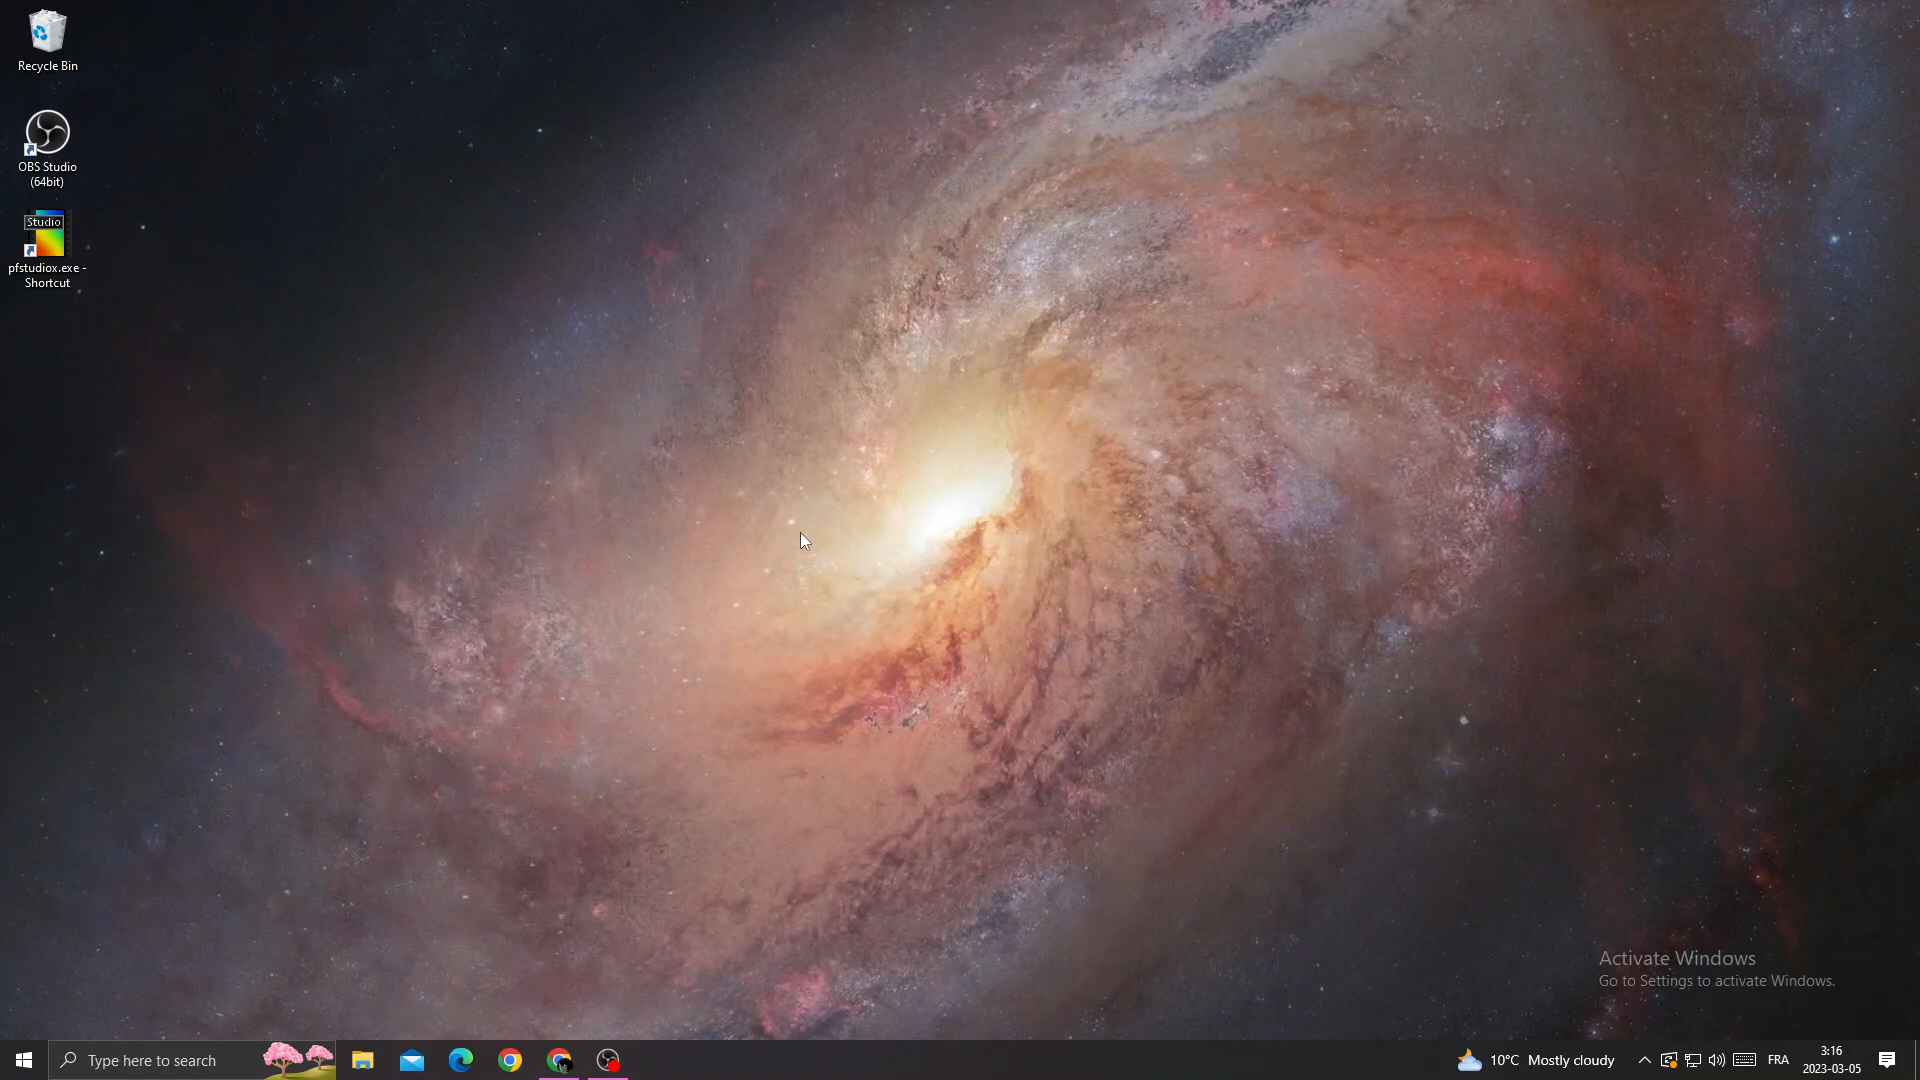 Recycle Bin
OBS Studio
(64bit)
Studio
pfstudiox.exe -
Shortcut
Activate Windows
Go to Settings to activate Windows.
Type here to search
10°C Mostly cloudy
FRA
3:16
2023-03-05